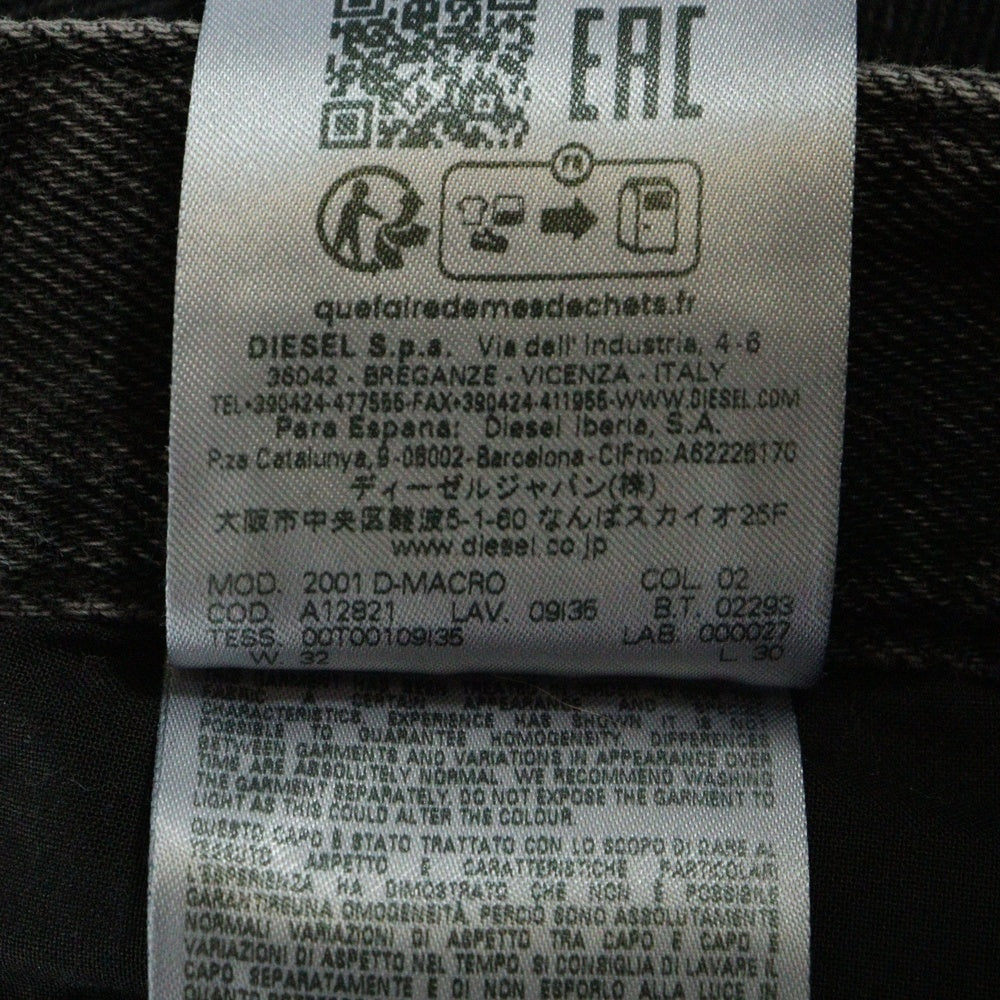 EAC
FR
quefairedemesdechets.fr
DIESEL S.p.a. Via dell' Industria, 4-6
36042 - BREGANZE - VICENZA - ITALY
TEL+390424-477555-FAX+390424-411955-WWW.DIESEL.COM
Para Espana: Diesel Iberia, S.A.
P.za Catalunya, 9-08002-Barcelona-CIFno:A62226170
ディーゼルジャパン(株)
大阪市中央区難波5-1-60 なんばスカイオ25F
www.diesel.co.jp
MOD. 2001 D-MACRO COL. 02
COD. A12821 LAV. 09I35 B.T. 02293
TESS. 00T00109I35 LAB. 000027
W. 32 L. 30
FABRIC A CERTAIN APPEARANCE AND
CHARACTERISTICS, EXPERIENCE HAS SHOWN IT IS NOT
POSSIBLE TO GUARANTEE HOMOGENEITY DIFFERENCES
BETWEEN GARMENTS AND VARIATIONS IN APPEARANCE OVER
TIME ARE ABSOLUTELY NORMAL. WE RECOMMEND WASHING
THE GARMENT SEPARATELY. DO NOT EXPOSE THE GARMENT TO
LIGHT AS THIS COULD ALTER THE COLOUR.
QUESTO CAPO È STATO TRATTATO CON LO SCOPO DI DARE AL
TESSUTO ASPETTO E CARATTERISTICHE PARTICOLARI
L'ESPERIENZA HA DIMOSTRATO CHE NON È POSSIBILE
GARANTIREUNA OMOGENEITÀ, PERCIÒ SONO ASSOLUTAMENTE
NORMALI VARIAZIONI DI ASPETTO TRA CAPO E CAPO E
VARIAZIONI DI ASPETTO NEL TEMPO. SI CONSIGLIA DI LAVARE IL
CAPO SEPARATAMENTE E DI NON ESPORLO ALLA LUCE IN
QUANTO